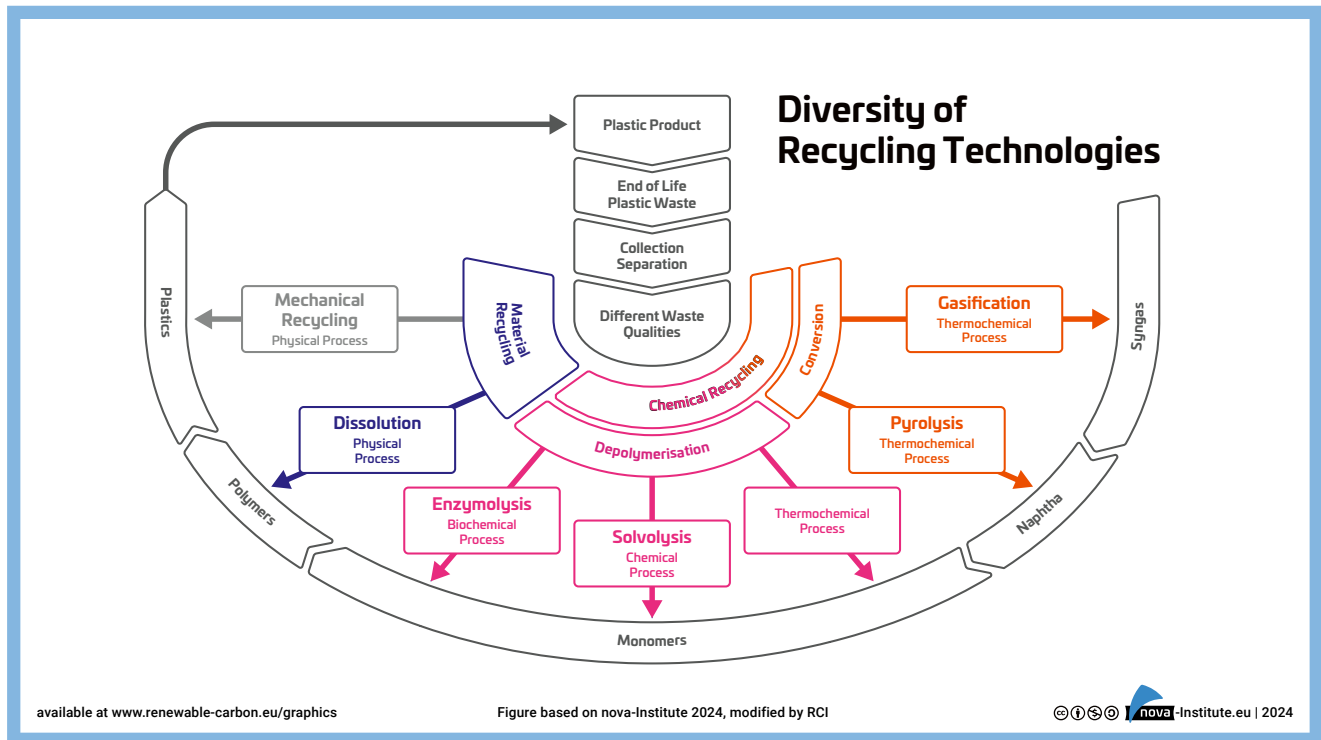 Diversity of
Recycling Technologies
Plastic Product
End of Life
Plastic Waste
Collection
Separation
Different Waste
Qualities
Plastics
Mechanical
Recycling
Physical Process
Material
Recycling
Chemical Recycling
Conversion
Gasification
Thermochemical
Process
Syngas
Dissolution
Physical
Process
Depolymerisation
Pyrolysis
Thermochemical
Process
Polymers
Enzymolysis
Biochemical
Process
Solvolysis
Chemical
Process
Thermochemical
Process
Naphtha
Monomers
available at www.renewable-carbon.eu/graphics
Figure based on nova-Institute 2024, modified by RCI
cc nova-Institute.eu | 2024